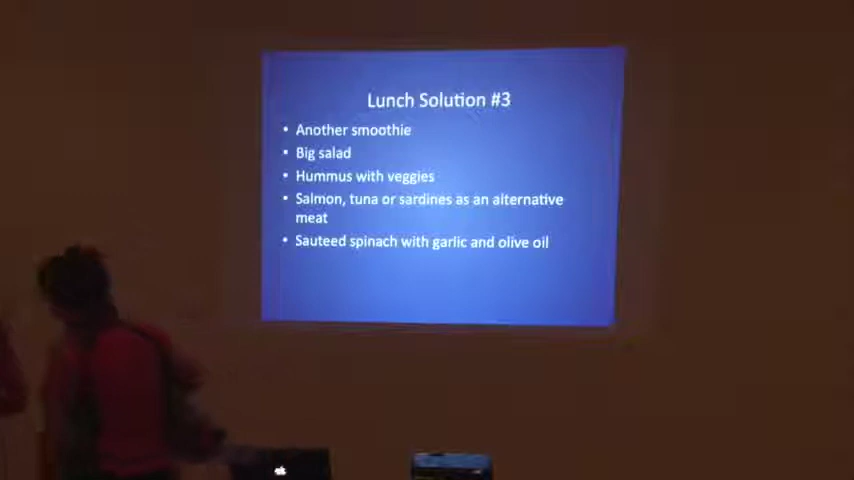 Lunch Solution #3
• Another smoothie
• Big salad
• Hummus with veggies
• Salmon, tuna or sardines as an alternative
meat
• Sauteed spinach with garlic and olive oil